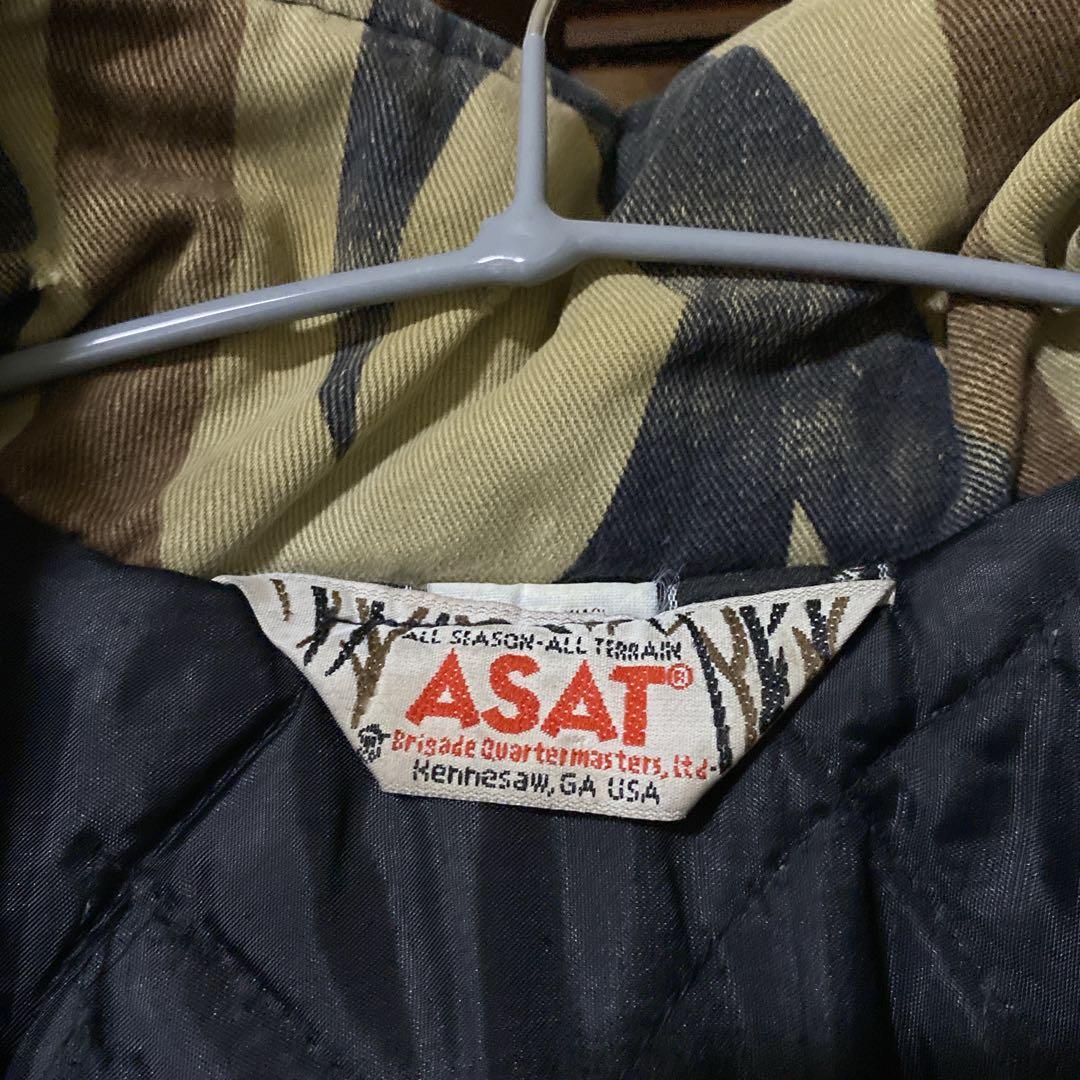 ALL SEASON-ALL TERRAIN
ASAT®
Brigade Quartermasters, Ltd.
Kennesaw, GA USA